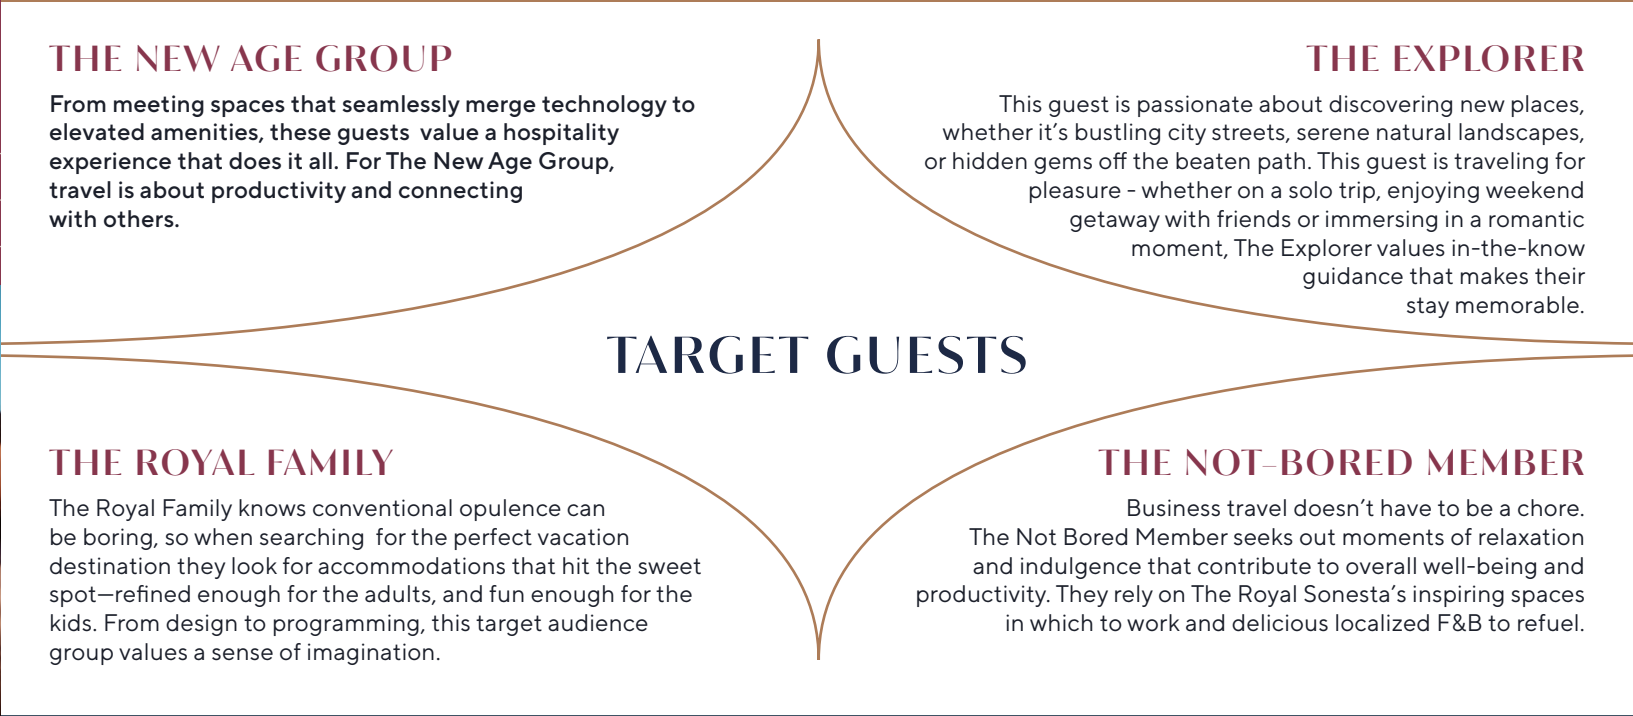 THE NEW AGE GROUP
From meeting spaces that seamlessly merge technology to
elevated amenities, these guests value a hospitality
experience that does it all. For The New Age Group,
travel is about productivity and connecting
with others.
THE EXPLORER
This guest is passionate about discovering new places,
whether it’s bustling city streets, serene natural landscapes,
or hidden gems off the beaten path. This guest is traveling for
pleasure - whether on a solo trip, enjoying weekend
getaway with friends or immersing in a romantic
moment, The Explorer values in-the-know
guidance that makes their
stay memorable.
TARGET GUESTS
THE ROYAL FAMILY
The Royal Family knows conventional opulence can
be boring, so when searching for the perfect vacation
destination they look for accommodations that hit the sweet
spot—refined enough for the adults, and fun enough for the
kids. From design to programming, this target audience
group values a sense of imagination.
THE NOT-BORED MEMBER
Business travel doesn’t have to be a chore.
The Not Bored Member seeks out moments of relaxation
and indulgence that contribute to overall well-being and
productivity. They rely on The Royal Sonesta’s inspiring spaces
in which to work and delicious localized F&B to refuel.